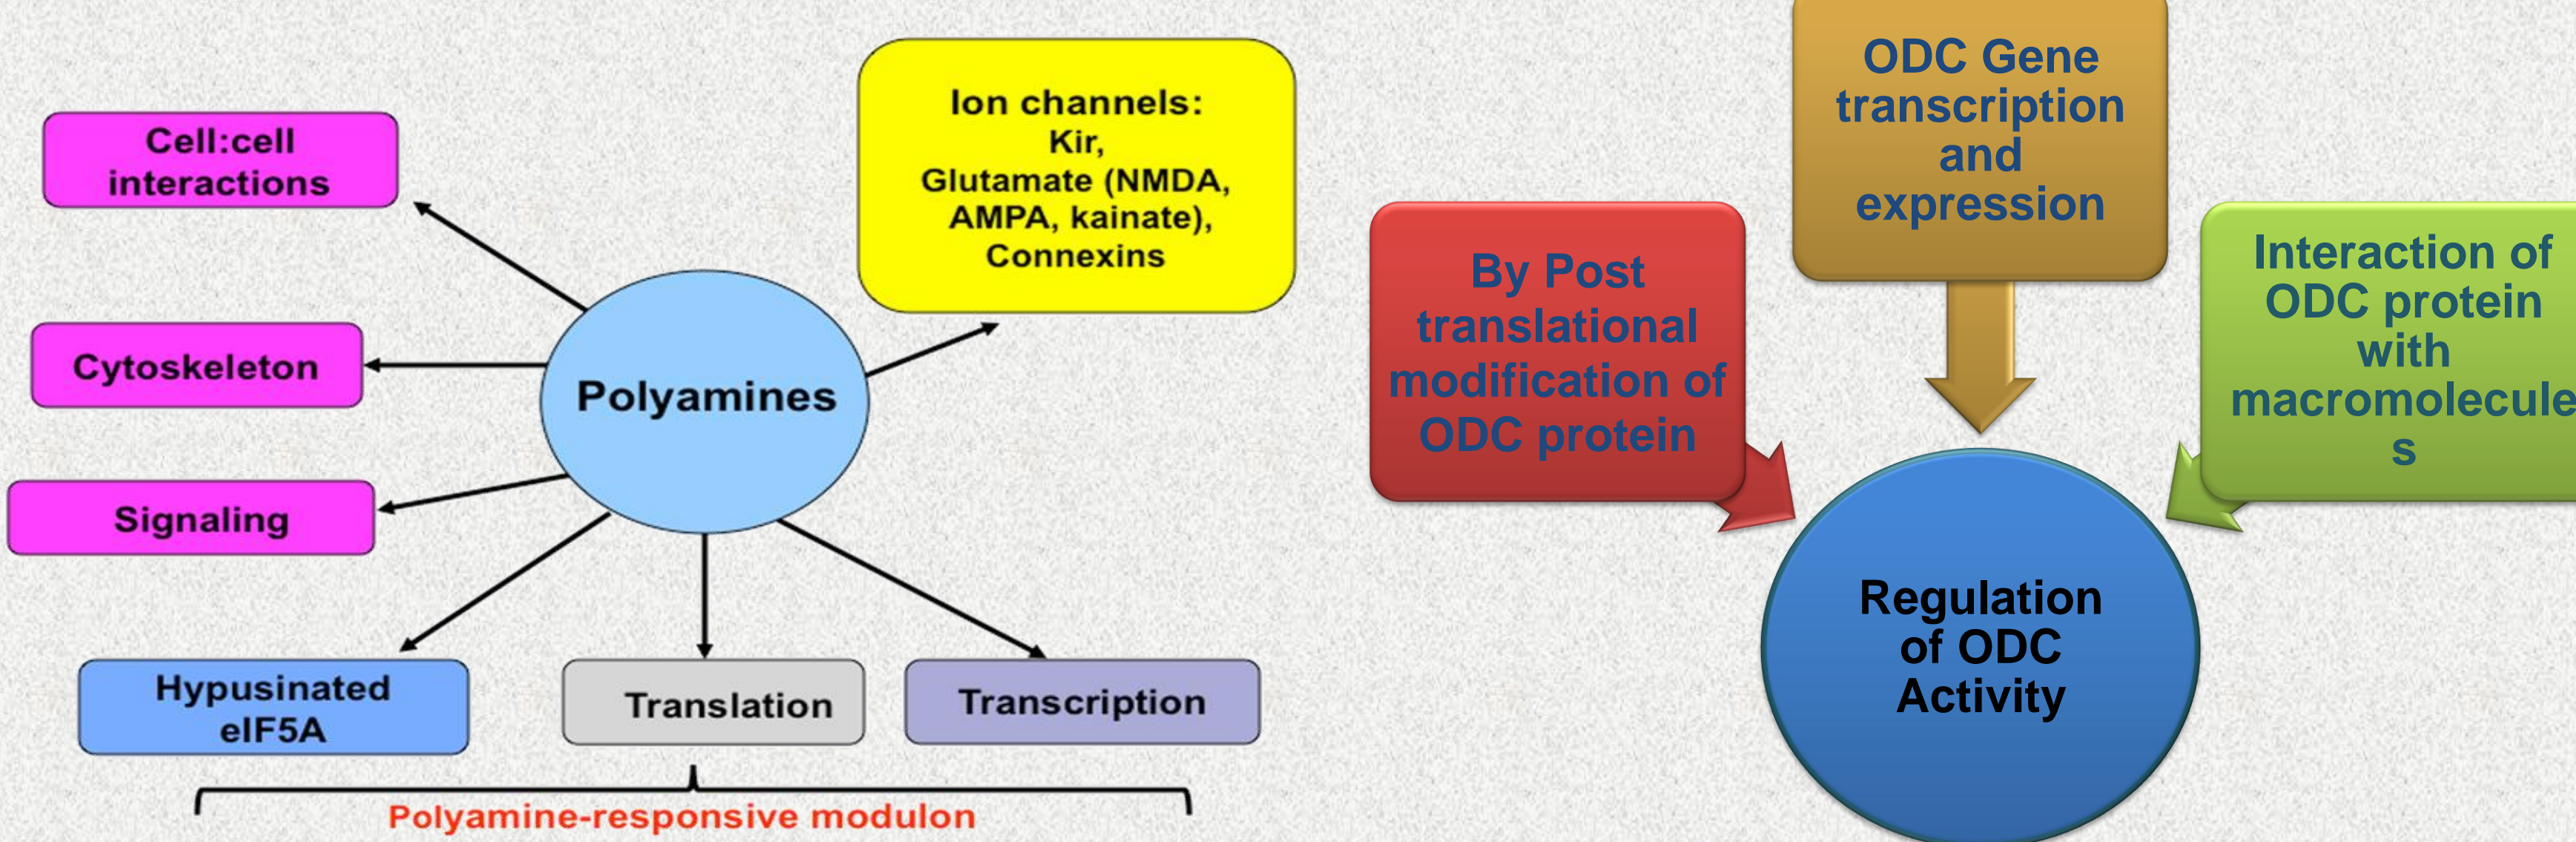 Cell:cell
interactions
Ion channels:
Kir,
Glutamate (NMDA,
AMPA, kainate),
Connexins
Cytoskeleton
Polyamines
Signaling
Hypusinated
eIF5A
Translation
Transcription
Polyamine-responsive modulon
ODC Gene
transcription
and
expression
By Post
translational
modification of
ODC protein
Interaction of
ODC protein
with
macromolecule
s
Regulation
of ODC
Activity